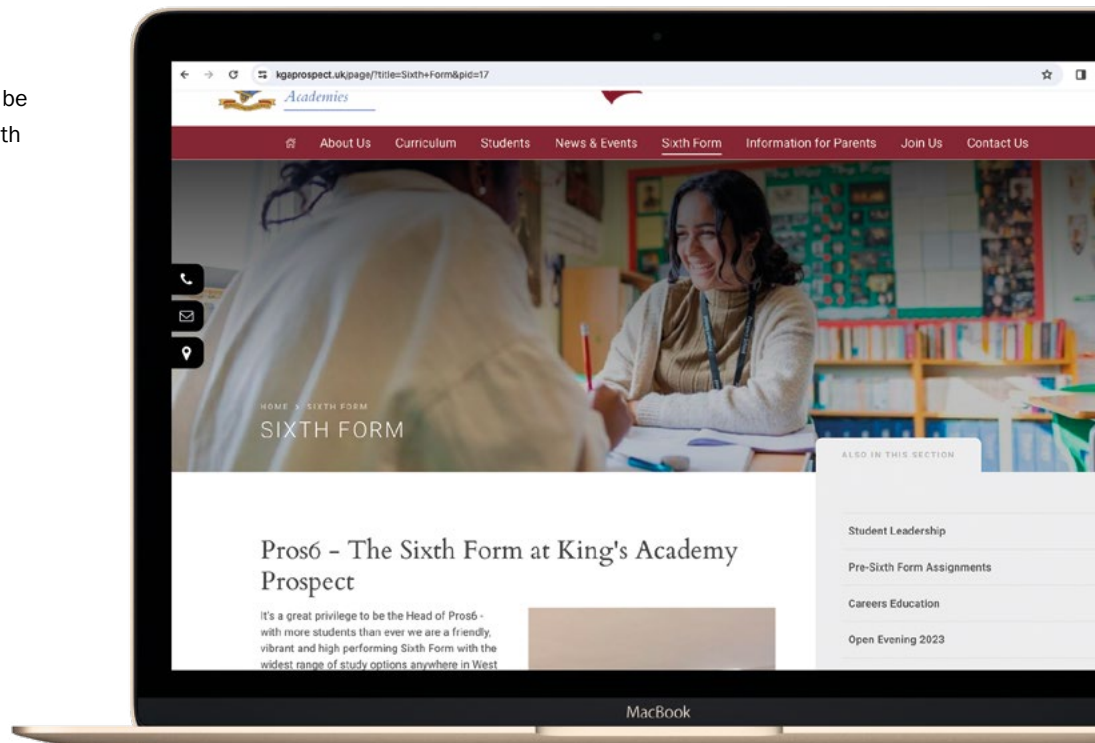 be
th
kgaprospect.uk/page/?title=Sixth+Form&pid=17
Academies
About Us Curriculum Students News & Events Sixth Form Information for Parents Join Us Contact Us
HOME > SIXTH FORM
SIXTH FORM
ALSO IN THIS SECTION
Student Leadership
Pre-Sixth Form Assignments
Careers Education
Open Evening 2023
Pros6 - The Sixth Form at King's Academy
Prospect
It's a great privilege to be the Head of Pros6 -
with more students than ever we are a friendly,
vibrant and high performing Sixth Form with the
widest range of study options anywhere in West
MacBook